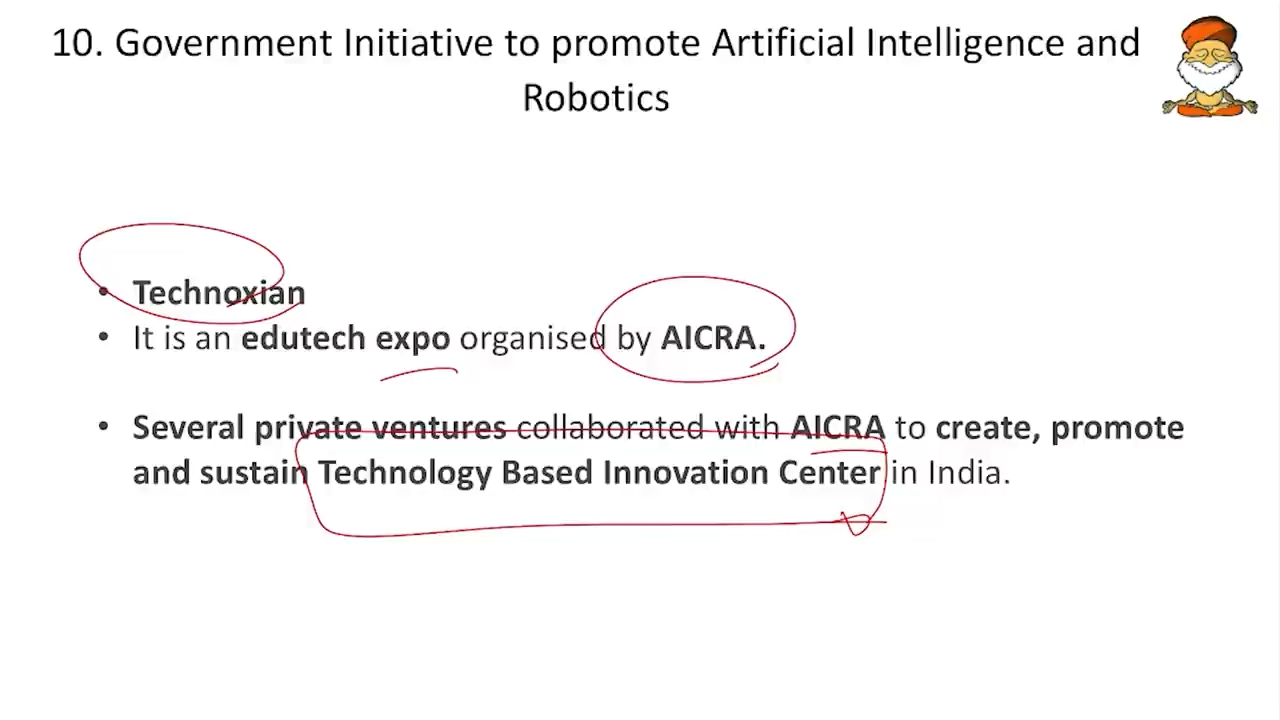 10. Government Initiative to promote Artificial Intelligence and
Robotics
• Technoxian
• It is an edutech expo organised by AICRA.
• Several private ventures collaborated with AICRA to create, promote
and sustain Technology Based Innovation Center in India.